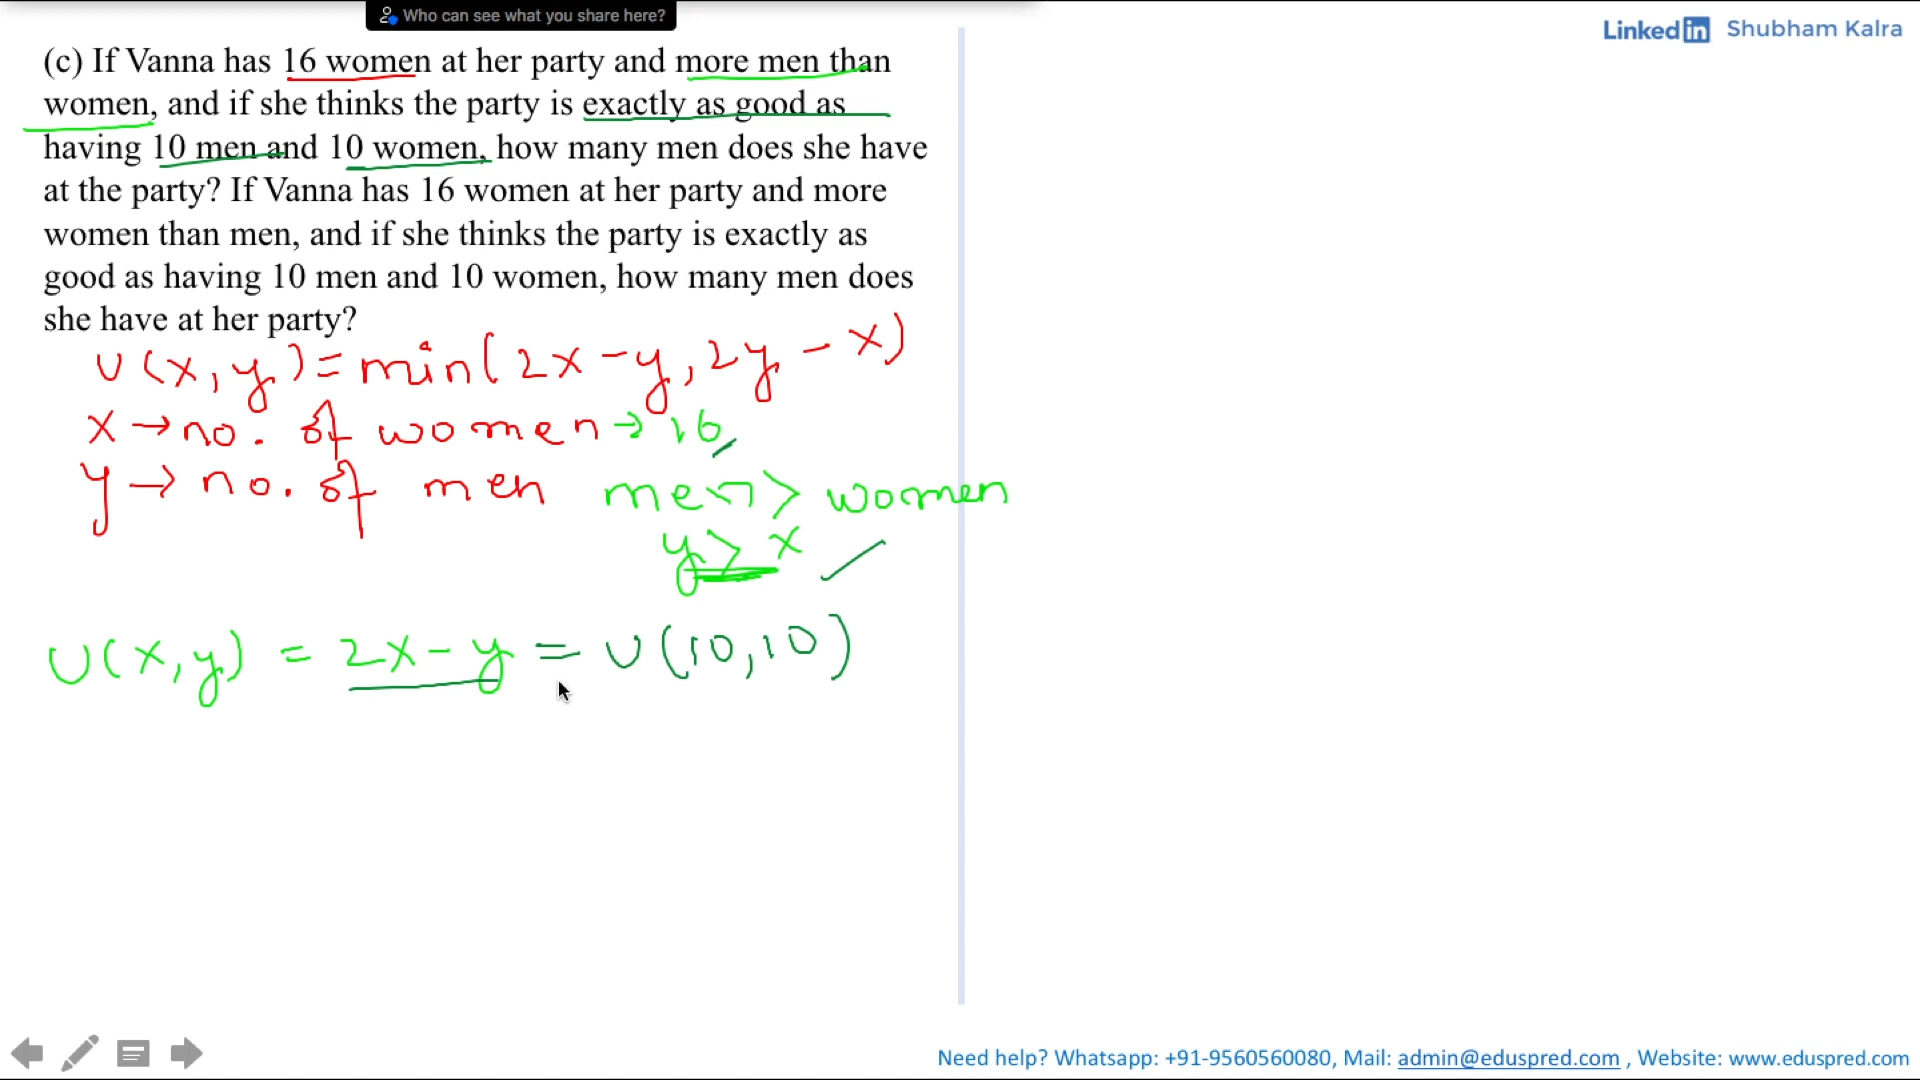 Who can see what you share here?
Linked in Shubham Kalra
(c) If Vanna has 16 women at her party and more men than
women, and if she thinks the party is exactly as good as
having 10 men and 10 women, how many men does she have
at the party? If Vanna has 16 women at her party and more
women than men, and if she thinks the party is exactly as
good as having 10 men and 10 women, how many men does
she have at her party?
U(x,y)=min(2x-y,2y-x)
x→no. of women→16
y→no. of men men> women
y>x
U(x,y) = 2x-y = U(10,10)
Need help? Whatsapp: +91-9560560080, Mail: admin@eduspred.com , Website: www.eduspred.com